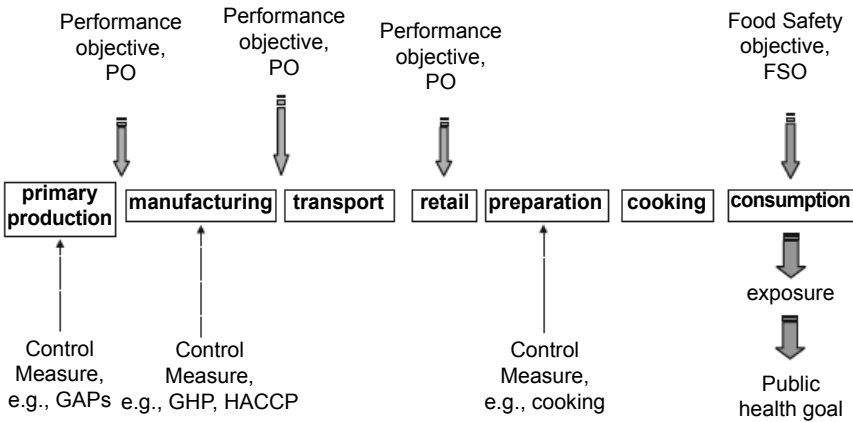 Performance
objective,
PO
Performance
objective,
PO
Performance
objective,
PO
Food Safety
objective,
FSO
primary
production
manufacturing
transport
retail
preparation
cooking
consumption
exposure
Control
Measure,
e.g., GAPs
Control
Measure,
e.g., GHP, HACCP
Control
Measure,
e.g., cooking
Public
health goal